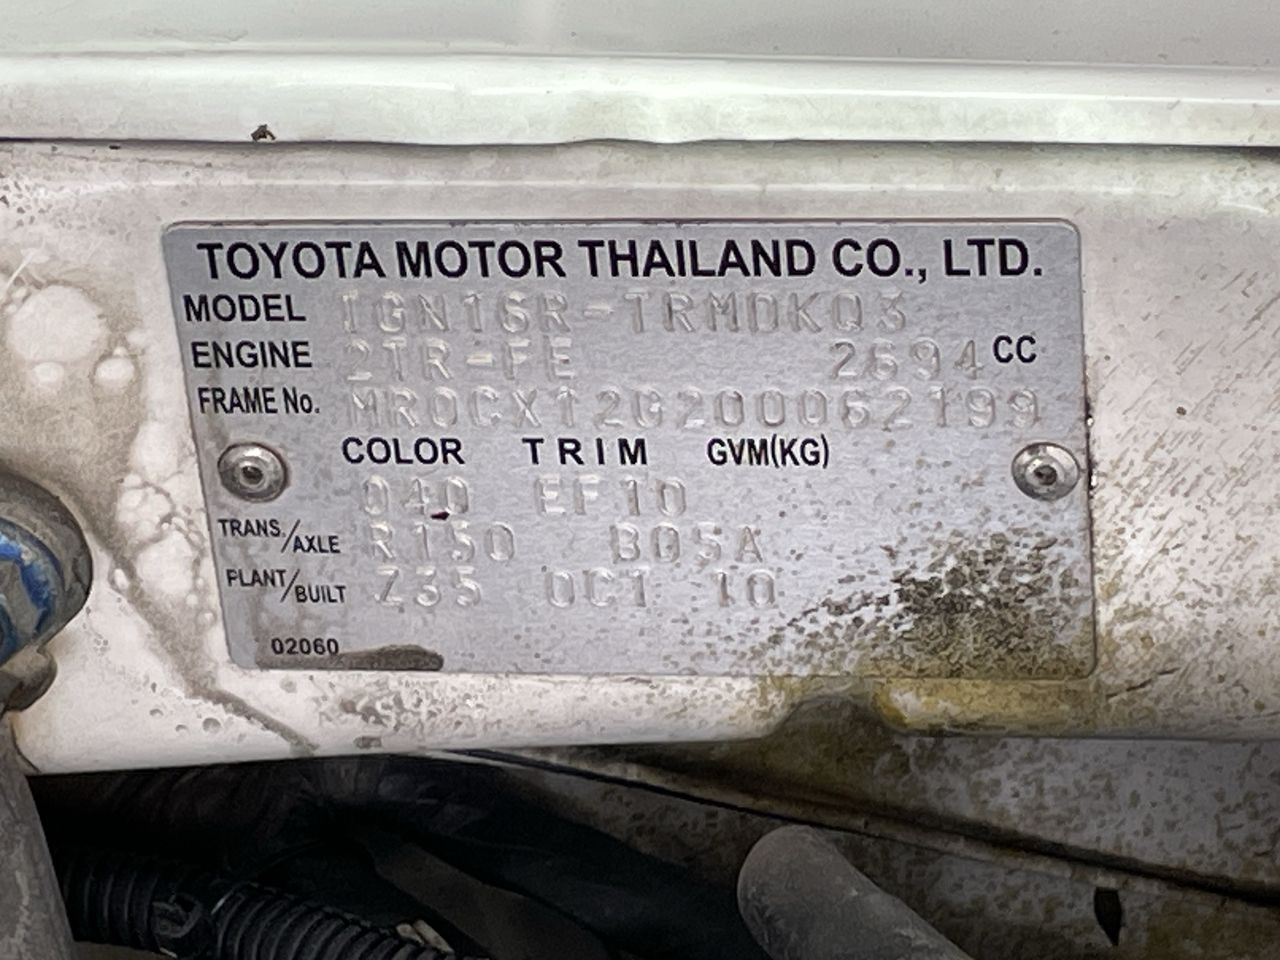 TOYOTA MOTOR THAILAND CO., LTD.
MODEL TGN16R-TRMDKQ3
ENGINE 2TR-FE 2694 CC
FRAME No. MR0CX12G200062199
COLOR TRIM GVM(KG)
040 EF10
TRANS./AXLE R150 B05A
PLANT/BUILT Z35 OCT 10
02060